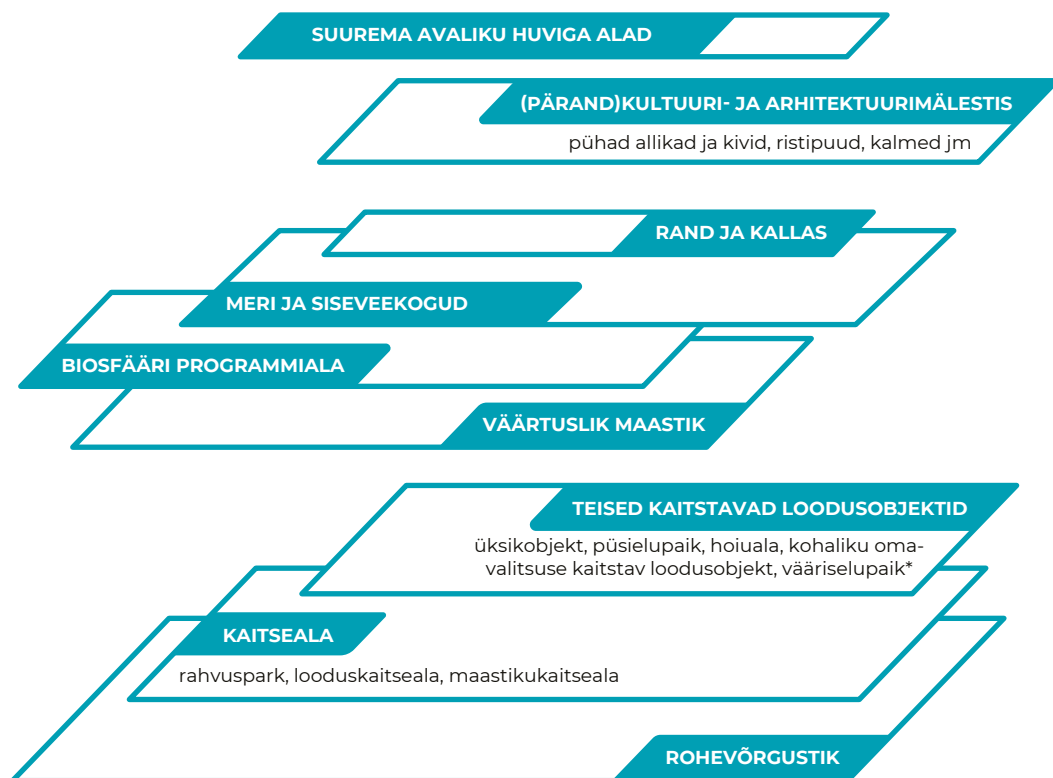 SUUREMA AVALIKU HUVIGA ALAD
(PÄRAND)KULTUURI- JA ARHITEKTUURIMÄLESTIS
pühad allikad ja kivid, ristipuud, kalmed jm
RAND JA KALLAS
MERI JA SISEVEEKOGUD
BIOSFÄÄRI PROGRAMMIALA
VÄÄRTUSLIK MAASTIK
TEISED KAITSTAVAD LOODUSOBJEKTID
üksikobjekt, püsielupaik, hoiuala, kohaliku oma-
valitsuse kaitstav loodusobjekt, vääriselupaik*
KAITSEALA
rahvuspark, looduskaitseala, maastikukaitseala
ROHEVÕRGUSTIK